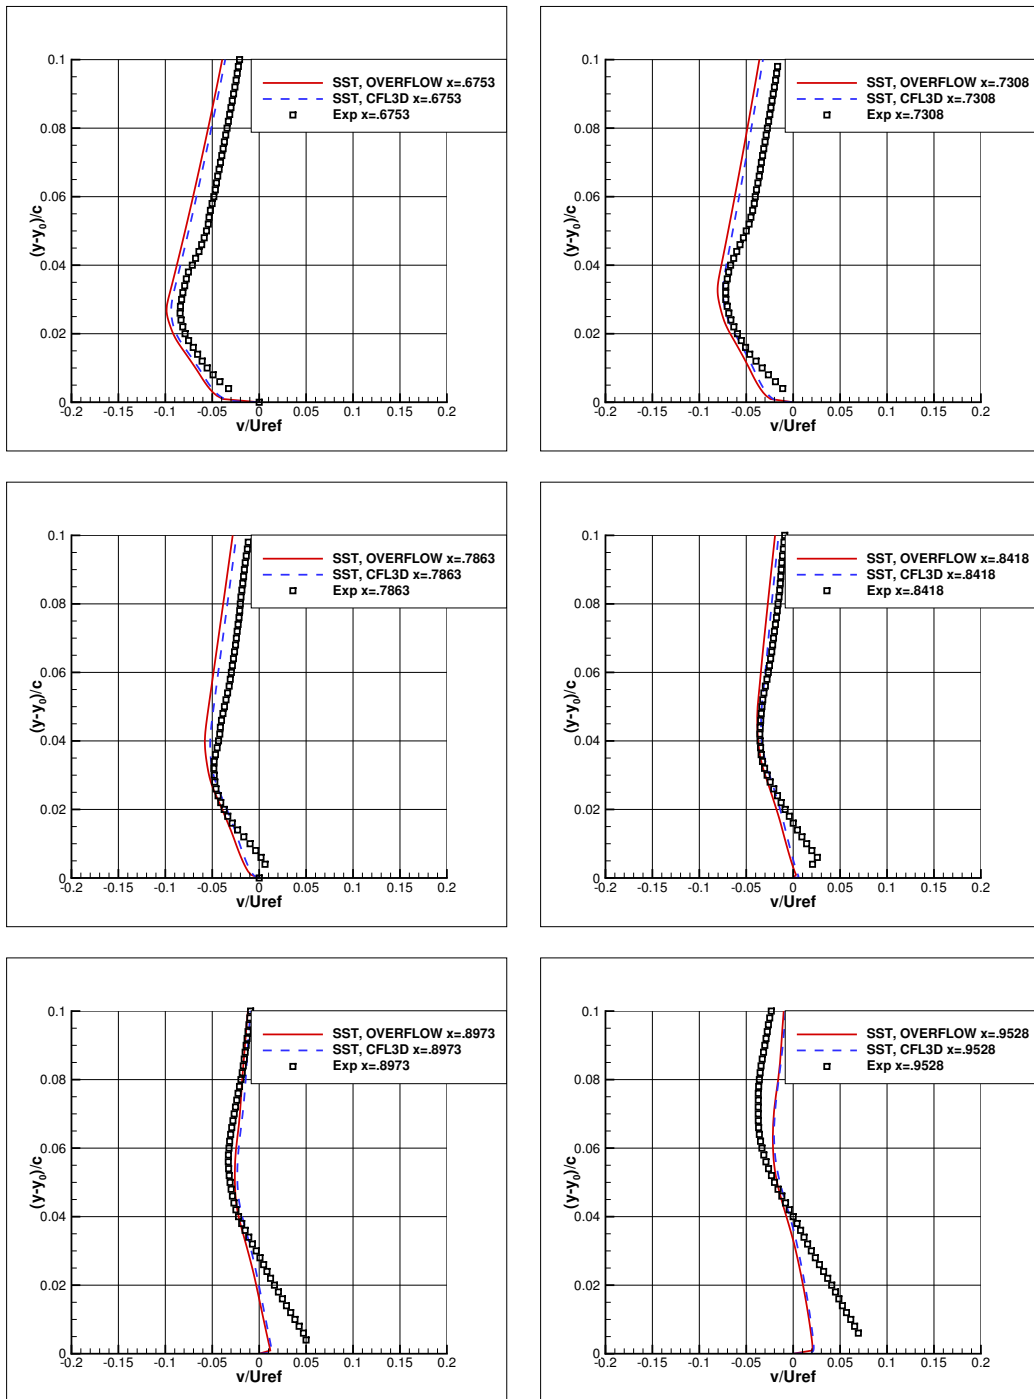 0.1
SST, OVERFLOW x=.6753
SST, CFL3D x=.6753
Exp x=.6753
0.08
0.06
(y-y0)/c
0.04
0.02
0
-0.2 -0.15 -0.1 -0.05 0 0.05 0.1 0.15 0.2
v/Uref
0.1
SST, OVERFLOW x=.7308
SST, CFL3D x=.7308
Exp x=.7308
0.08
0.06
(y-y0)/c
0.04
0.02
0
-0.2 -0.15 -0.1 -0.05 0 0.05 0.1 0.15 0.2
v/Uref
0.1
SST, OVERFLOW x=.7863
SST, CFL3D x=.7863
Exp x=.7863
0.08
0.06
(y-y0)/c
0.04
0.02
0
-0.2 -0.15 -0.1 -0.05 0 0.05 0.1 0.15 0.2
v/Uref
0.1
SST, OVERFLOW x=.8418
SST, CFL3D x=.8418
Exp x=.8418
0.08
0.06
(y-y0)/c
0.04
0.02
0
-0.2 -0.15 -0.1 -0.05 0 0.05 0.1 0.15 0.2
v/Uref
0.1
SST, OVERFLOW x=.8973
SST, CFL3D x=.8973
Exp x=.8973
0.08
0.06
(y-y0)/c
0.04
0.02
0
-0.2 -0.15 -0.1 -0.05 0 0.05 0.1 0.15 0.2
v/Uref
0.1
SST, OVERFLOW x=.9528
SST, CFL3D x=.9528
Exp x=.9528
0.08
0.06
(y-y0)/c
0.04
0.02
0
-0.2 -0.15 -0.1 -0.05 0 0.05 0.1 0.15 0.2
v/Uref